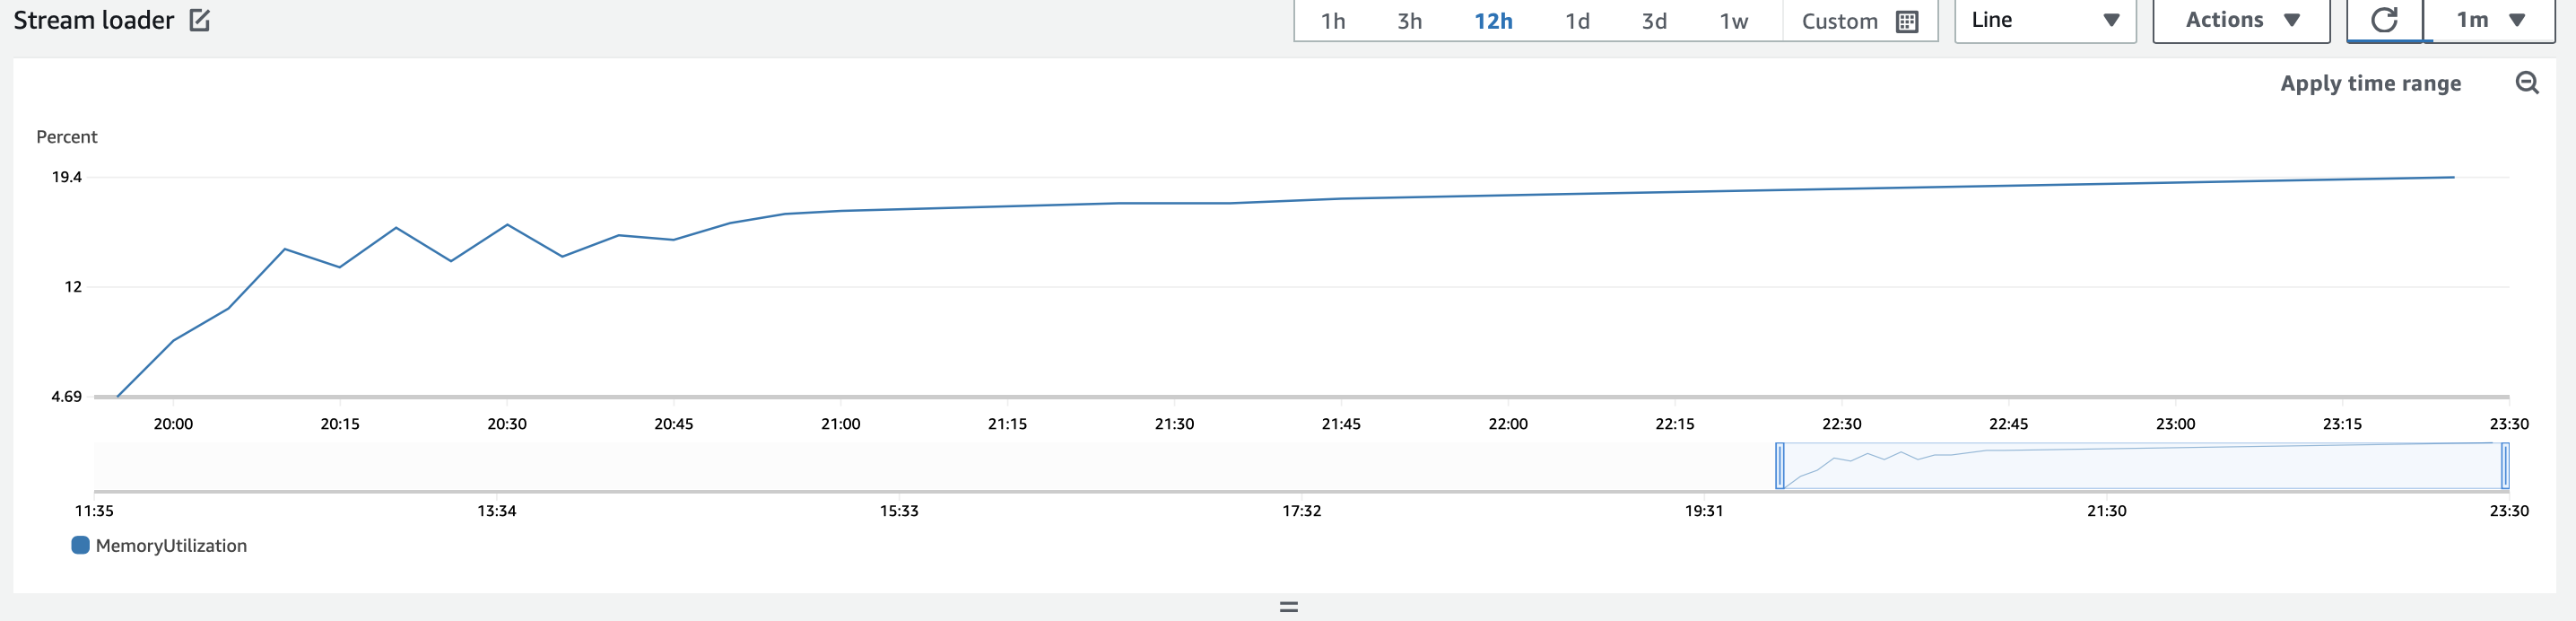 Stream loader
1h 3h 12h 1d 3d 1w Custom Line Actions 1m
Apply time range
Percent
19.4
12
4.69
20:00 20:15 20:30 20:45 21:00 21:15 21:30 21:45 22:00 22:15 22:30 22:45 23:00 23:15 23:30
11:35 13:34 15:33 17:32 19:31 21:30 23:30
MemoryUtilization